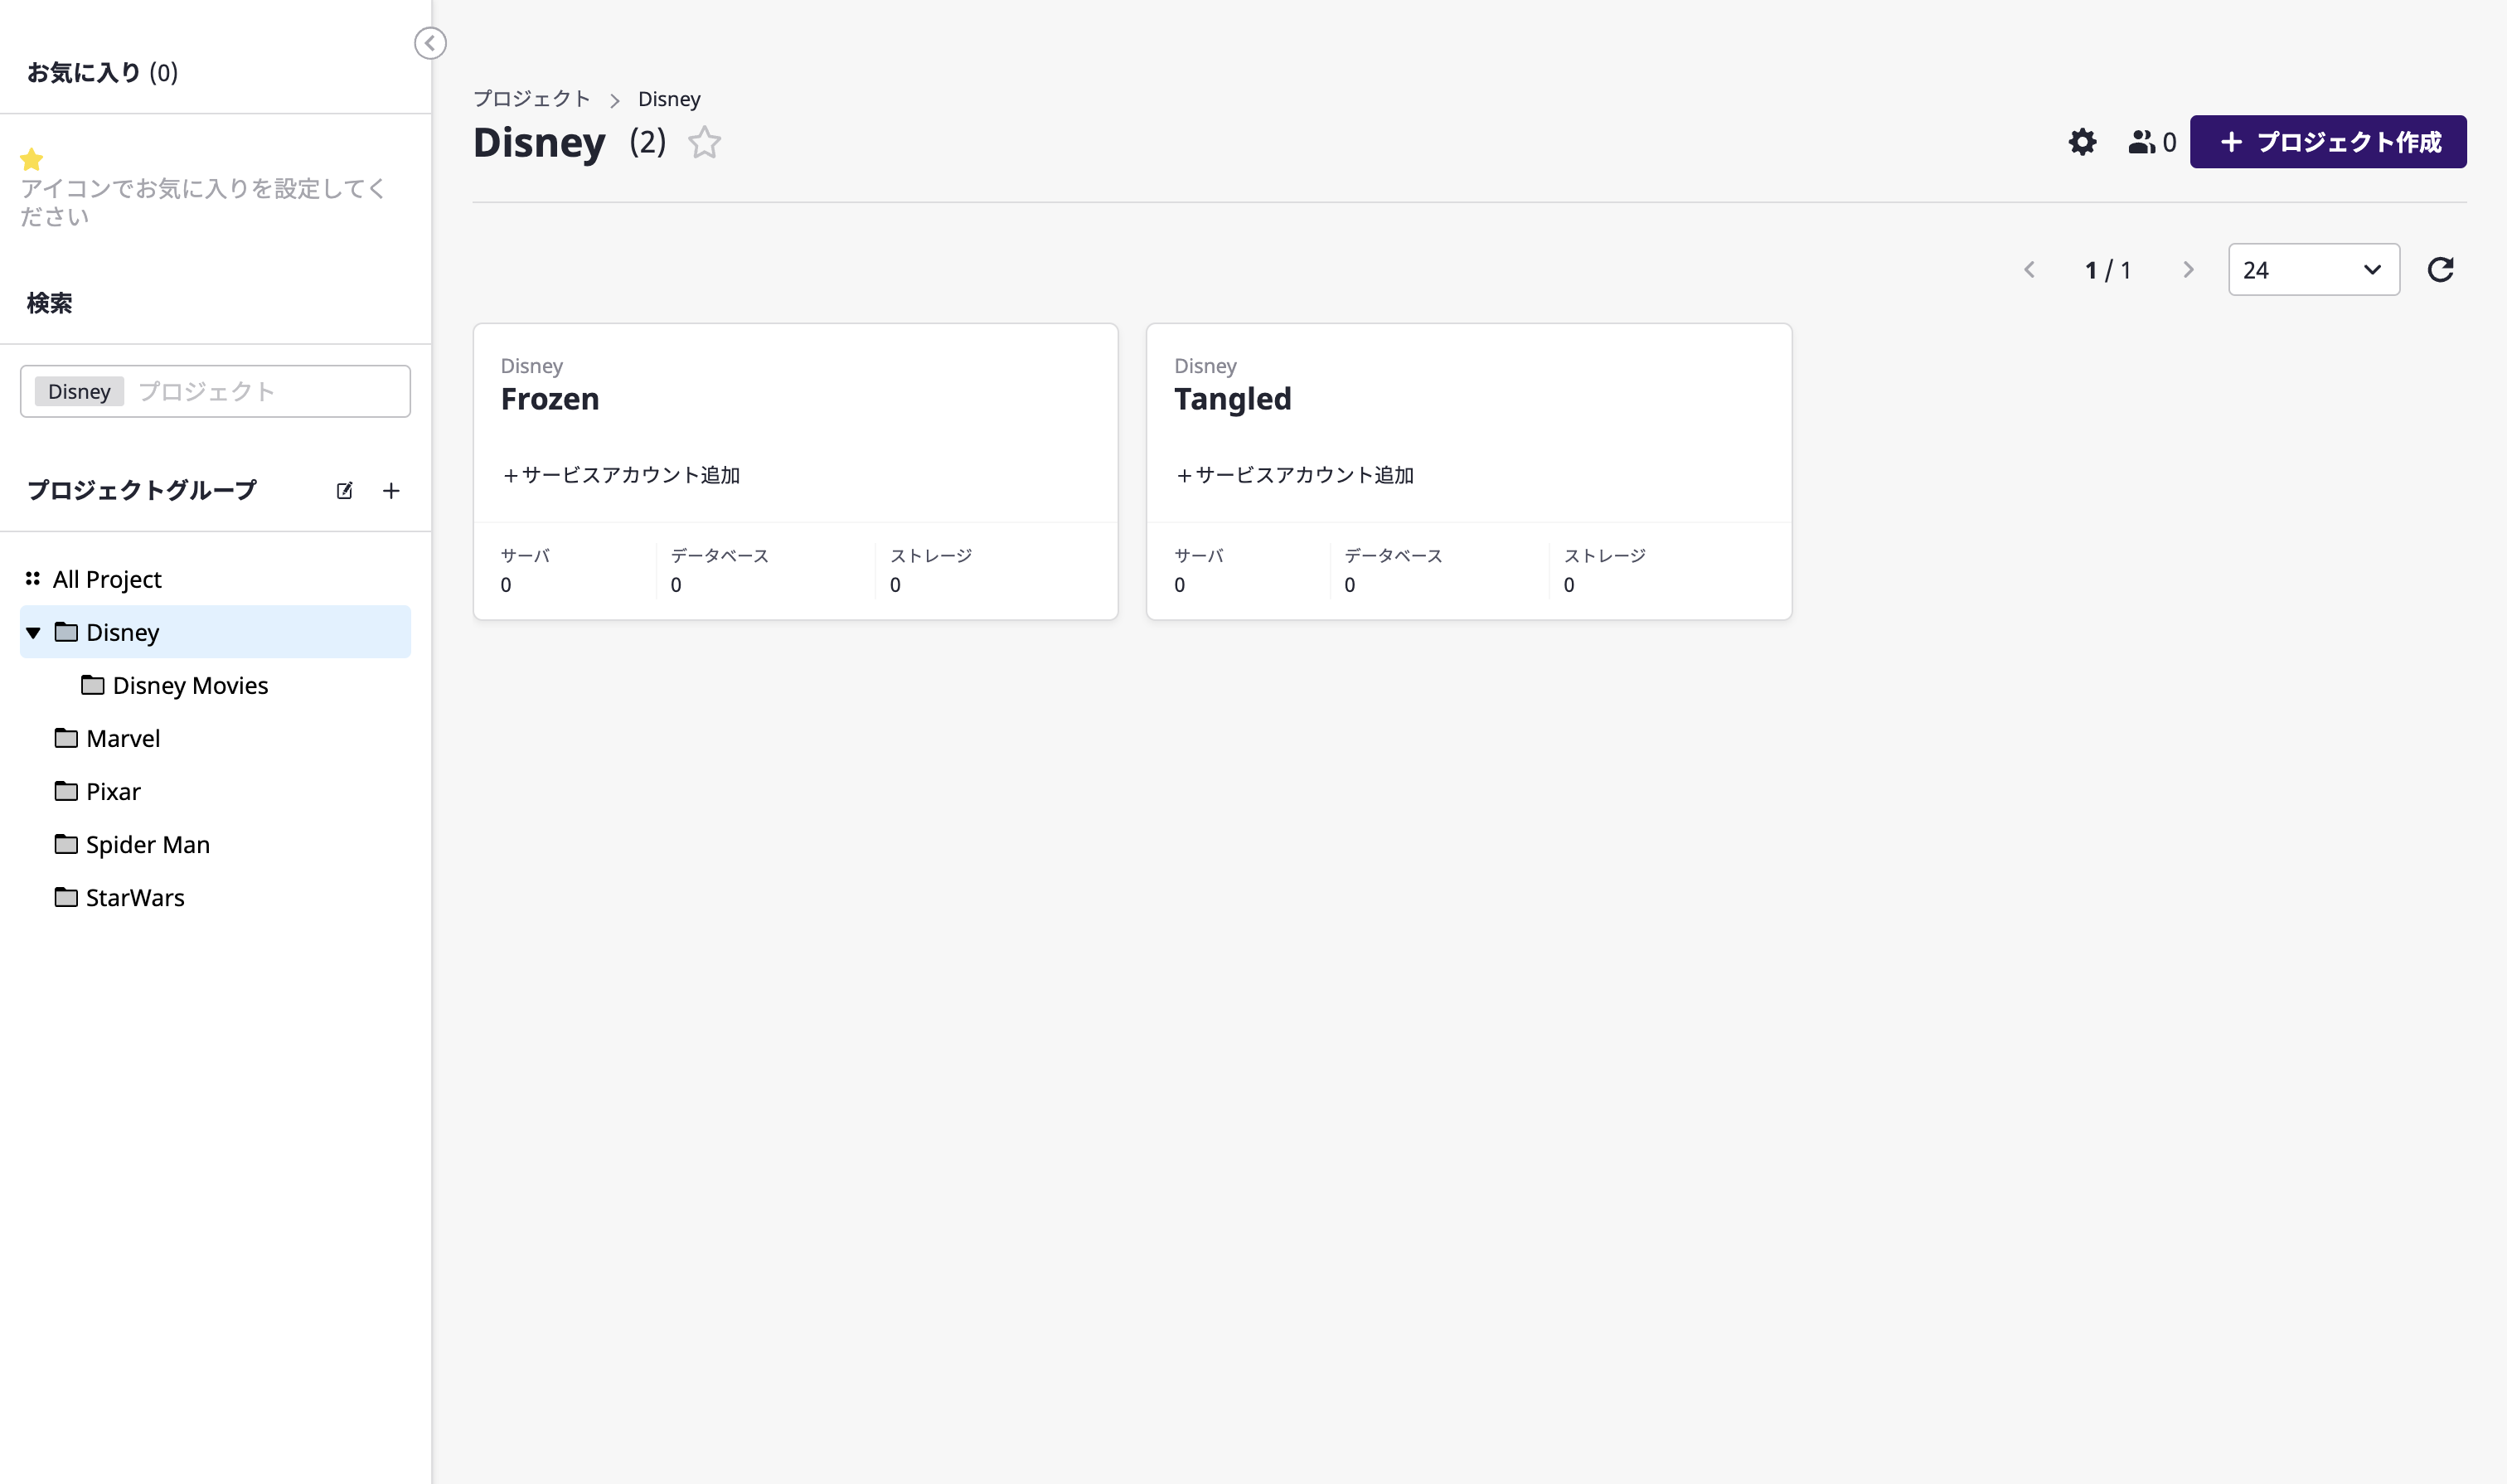 お気に入り (0)
アイコンでお気に入りを設定してく
ださい
検索
Disney プロジェクト
プロジェクトグループ
All Project
Disney
Disney Movies
Marvel
Pixar
Spider Man
StarWars
プロジェクト > Disney
Disney (2)
0
+ プロジェクト作成
1 / 1
24
Disney
Frozen
+サービスアカウント追加
サーバ データベース ストレージ
0 0 0
Disney
Tangled
+サービスアカウント追加
サーバ データベース ストレージ
0 0 0